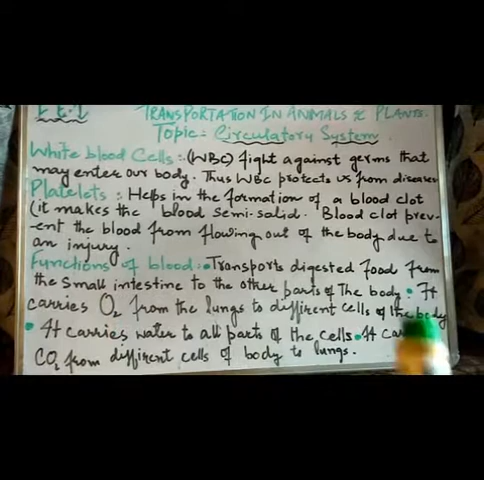 TRANSPORTATION IN ANIMALS & PLANTS.
Topic:- Circulatory System.
White blood Cells:- (WBC) fight against germs that
may enter our body. Thus WBC protects us from diseases
Platelets: Helps in the formation of a blood clot
(it makes the blood semi-solid. Blood clot prev-
-ent the blood from flowing out of the body due to
an injury.
Functions of blood:- • Transports digested food from
the small intestine to the other parts of the body • It
carries O2 from the lungs to diffirent cells of the body
• It carries water to all parts of the cells • It
CO2 from diffirent cells of body to lungs.